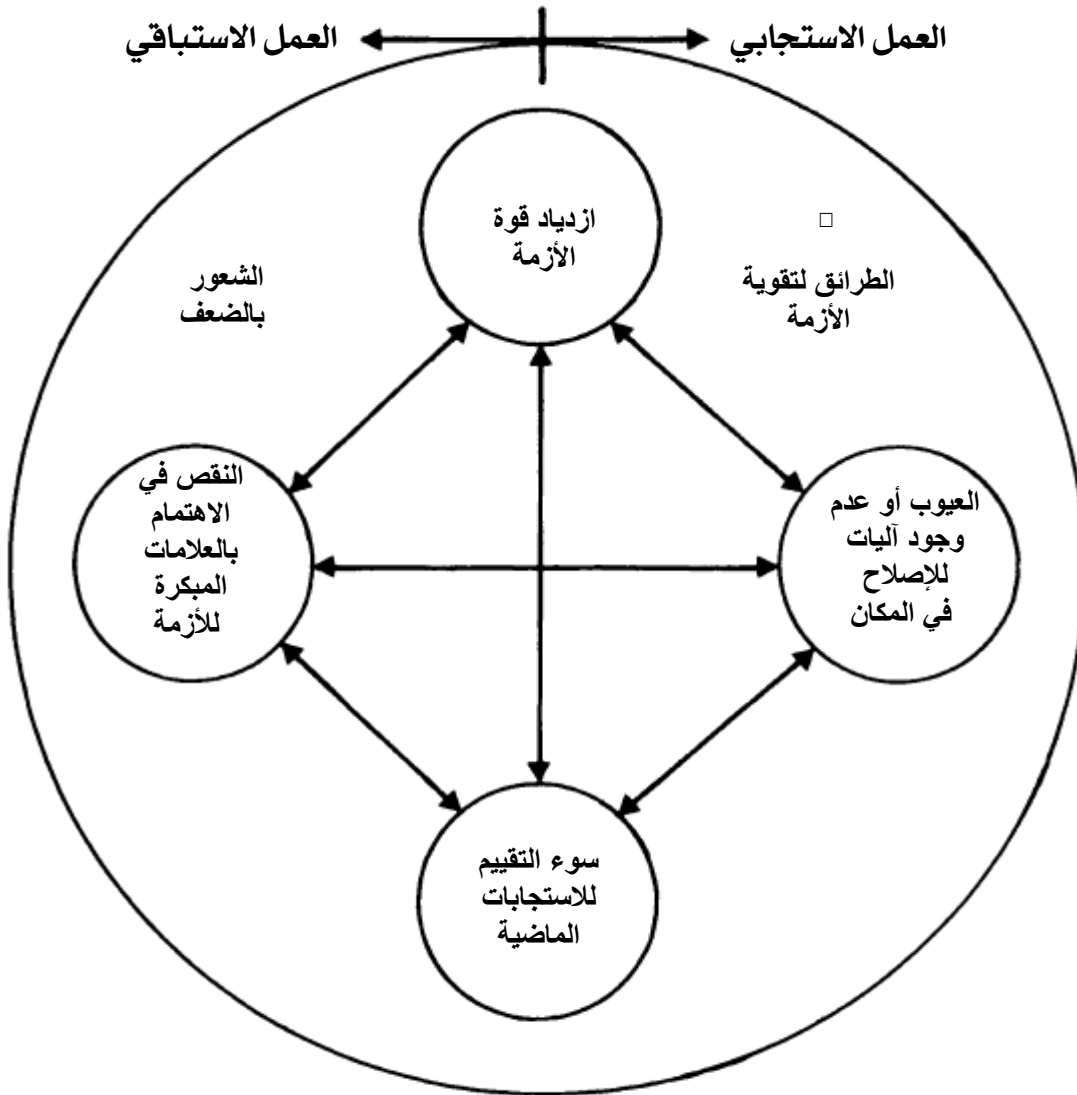 العمل الاستجابي
العمل الاستباقي
ازدياد قوة
الأزمة
□
الطرائق لتقوية
الأزمة
الشعور
بالضعف
العيوب أو عدم
وجود آليات
للإصلاح
في المكان
النقص في
الاهتمام
بالعلامات
المبكرة
للأزمة
سوء التقييم
للاستجابات
الماضية